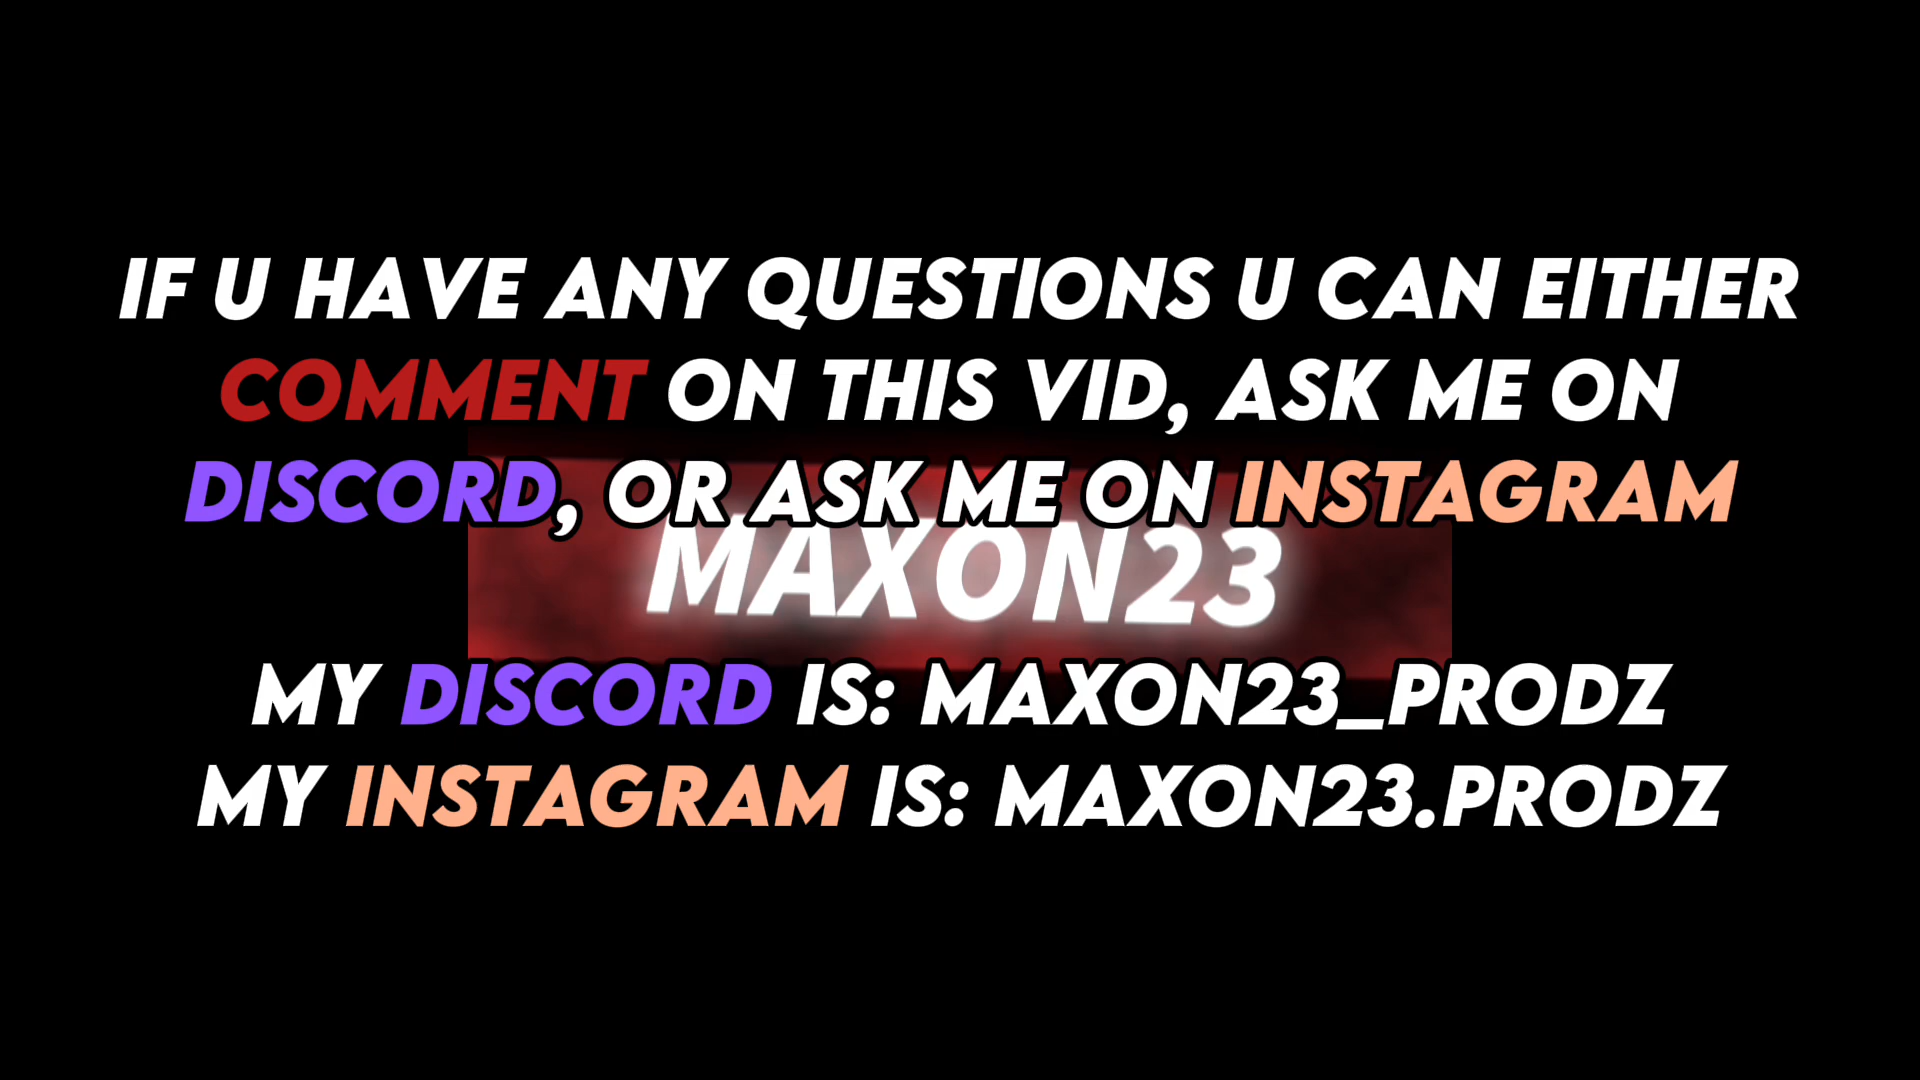 IF U HAVE ANY QUESTIONS U CAN EITHER
COMMENT ON THIS VID, ASK ME ON
DISCORD, OR ASK ME ON INSTAGRAM
MAXON23
MY DISCORD IS: MAXON23_PRODZ
MY INSTAGRAM IS: MAXON23.PRODZ